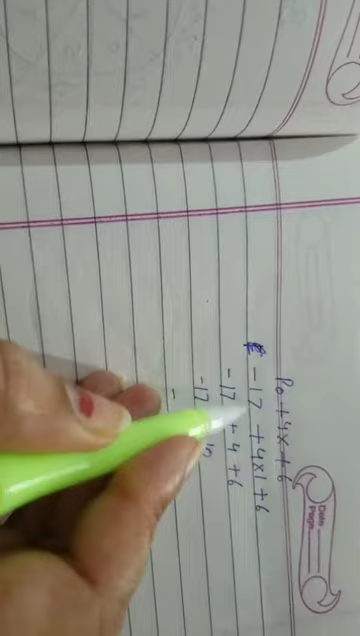 Date
Page
Po + 4x + 6
-17 + 4x1 + 6
-17 + 4 + 6
-17
-